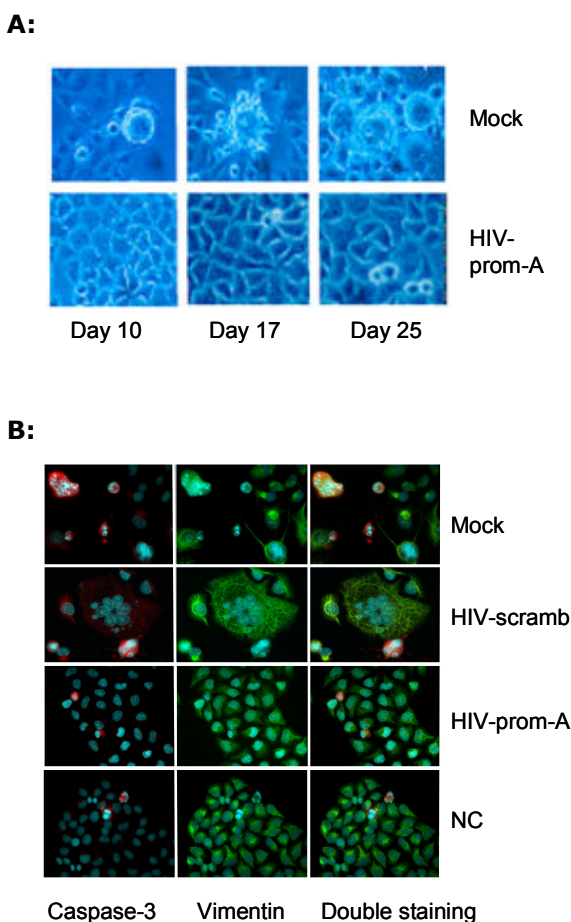 A:
Mock
HIV-
prom-A
Day 10 Day 17 Day 25
B:
Mock
HIV-scramb
HIV-prom-A
NC
Caspase-3 Vimentin Double staining